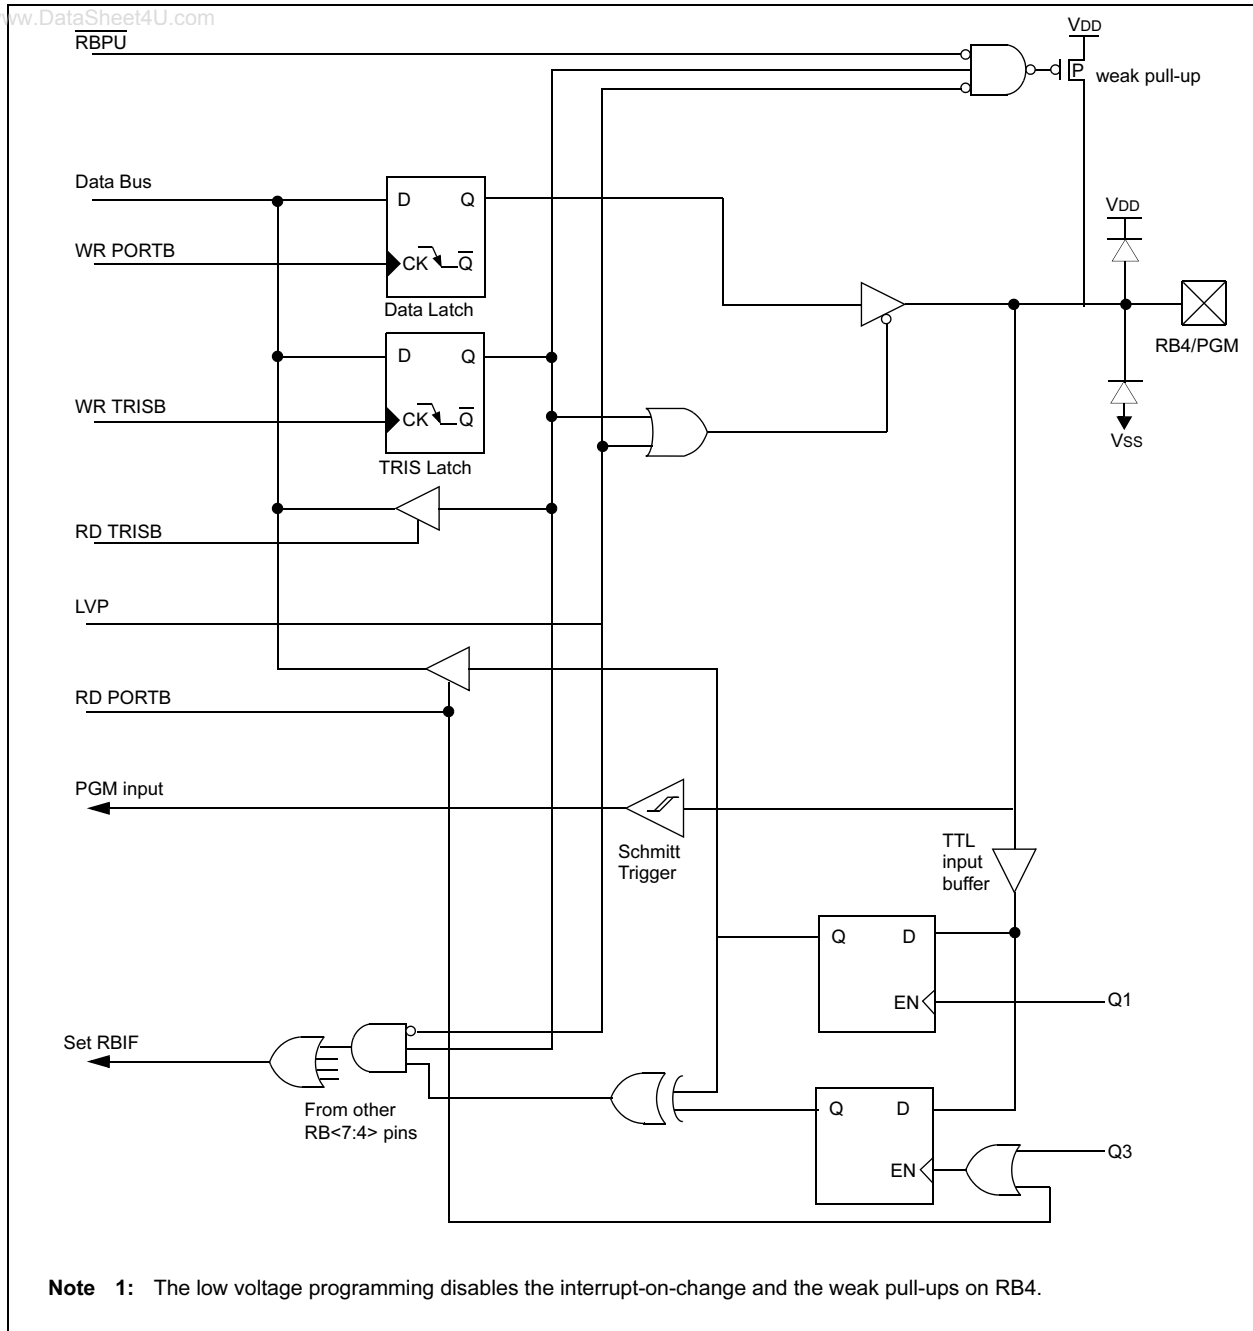 www.DataSheet4U.com
RBPU
VDD
P
weak pull-up
Data Bus
D Q
VDD
WR PORTB
CK Q
Data Latch
RB4/PGM
D Q
WR TRISB
CK Q
VSS
TRIS Latch
RD TRISB
LVP
RD PORTB
PGM input
Schmitt
Trigger
TTL
input
buffer
Q D
EN
Q1
Set RBIF
From other
RB<7:4> pins
Q D
EN
Q3
Note 1: The low voltage programming disables the interrupt-on-change and the weak pull-ups on RB4.